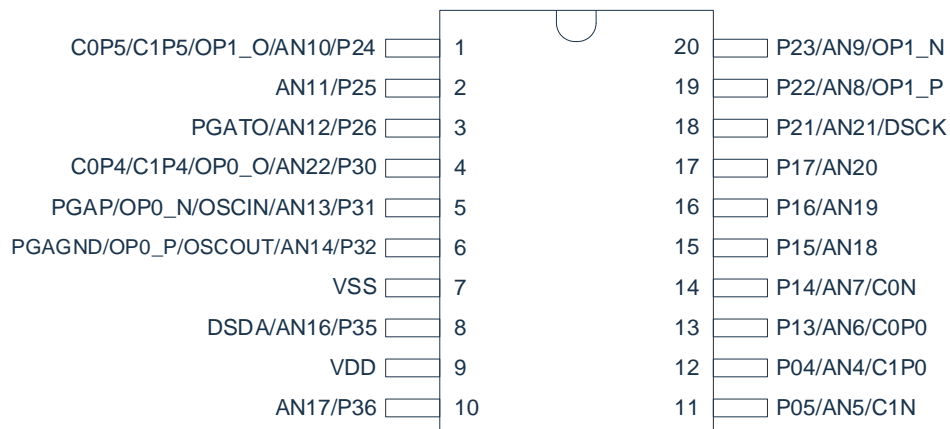 C0P5/C1P5/OP1_O/AN10/P24 1 20 P23/AN9/OP1_N
AN11/P25 2 19 P22/AN8/OP1_P
PGATO/AN12/P26 3 18 P21/AN21/DSCK
C0P4/C1P4/OP0_O/AN22/P30 4 17 P17/AN20
PGAP/OP0_N/OSCIN/AN13/P31 5 16 P16/AN19
PGAGND/OP0_P/OSCOUT/AN14/P32 6 15 P15/AN18
VSS 7 14 P14/AN7/C0N
DSDA/AN16/P35 8 13 P13/AN6/C0P0
VDD 9 12 P04/AN4/C1P0
AN17/P36 10 11 P05/AN5/C1N